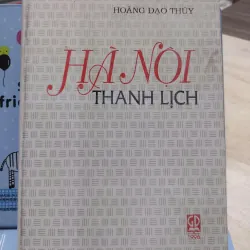 HOÀNG ĐẠO THÚY
HÀ NỘI
THANH LỊCH